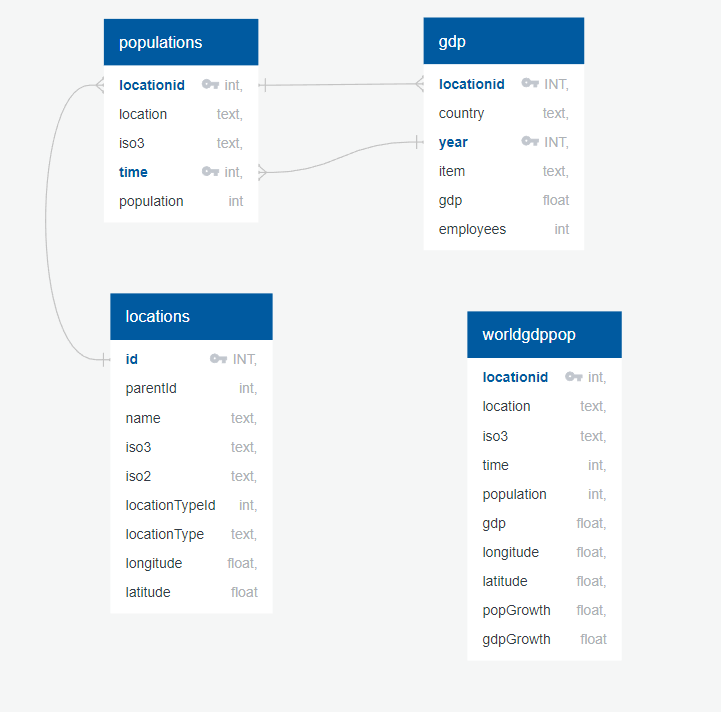 populations
locationid int,
location text,
iso3 text,
time int,
population int
gdp
locationid INT,
country text,
year INT,
item text,
gdp float
employees int
locations
id INT,
parentId int,
name text,
iso3 text,
iso2 text,
locationTypeId int,
locationType text,
longitude float,
latitude float
worldgdppop
locationid int,
location text,
iso3 text,
time int,
population int,
gdp float,
longitude float,
latitude float,
popGrowth float,
gdpGrowth float